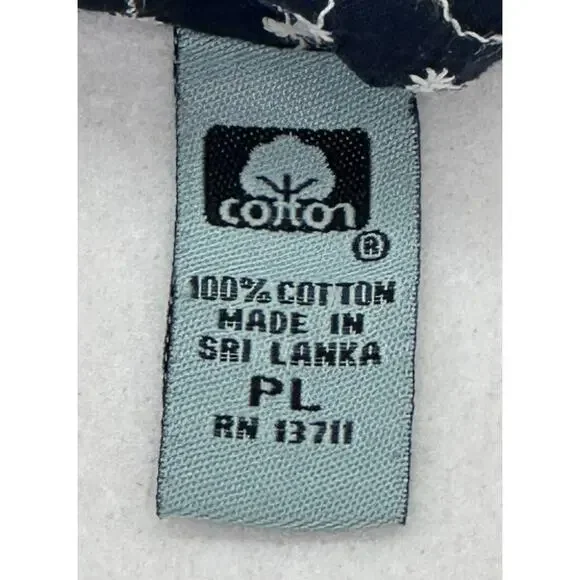 cotton
®
100% COTTON
MADE IN
SRI LANKA
PL
RN 13711